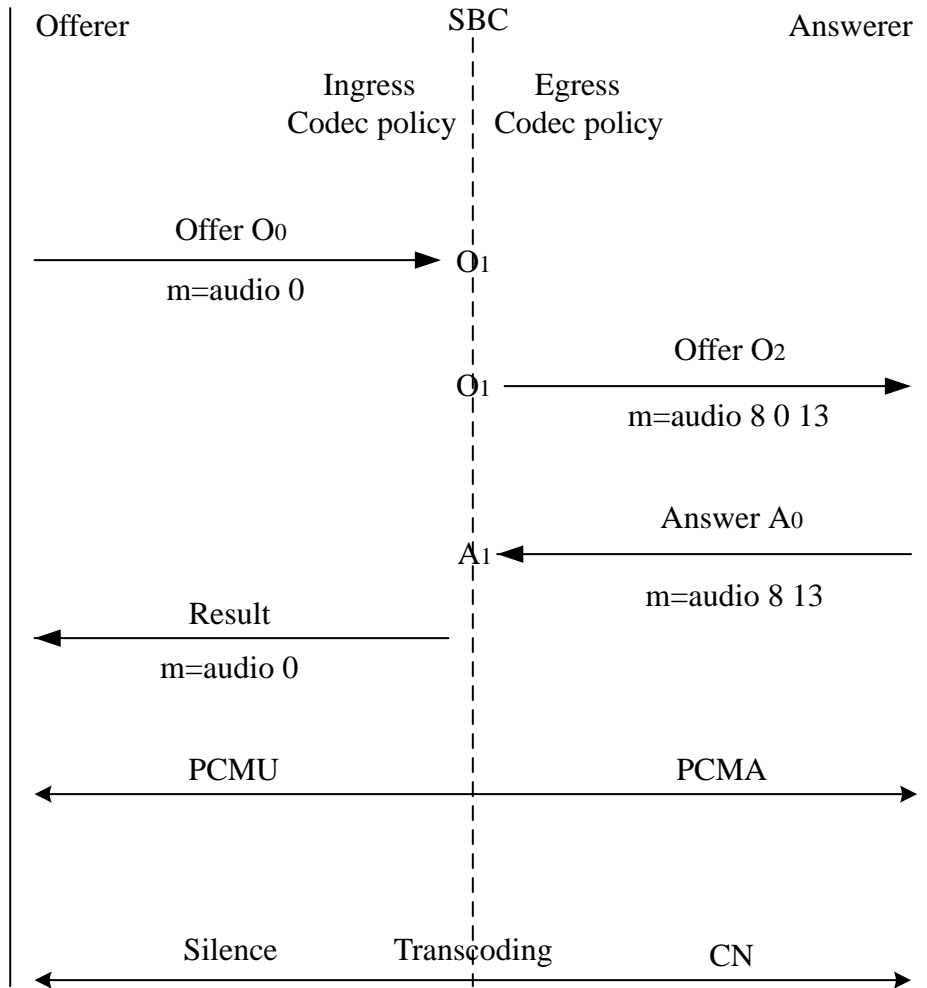 Offerer
SBC
Answerer
Ingress
Codec policy
Egress
Codec policy
Offer O0
O1
m=audio 0
Offer O2
O1
m=audio 8 0 13
Answer A0
A1
m=audio 8 13
Result
m=audio 0
PCMU
PCMA
Silence
Transcoding
CN